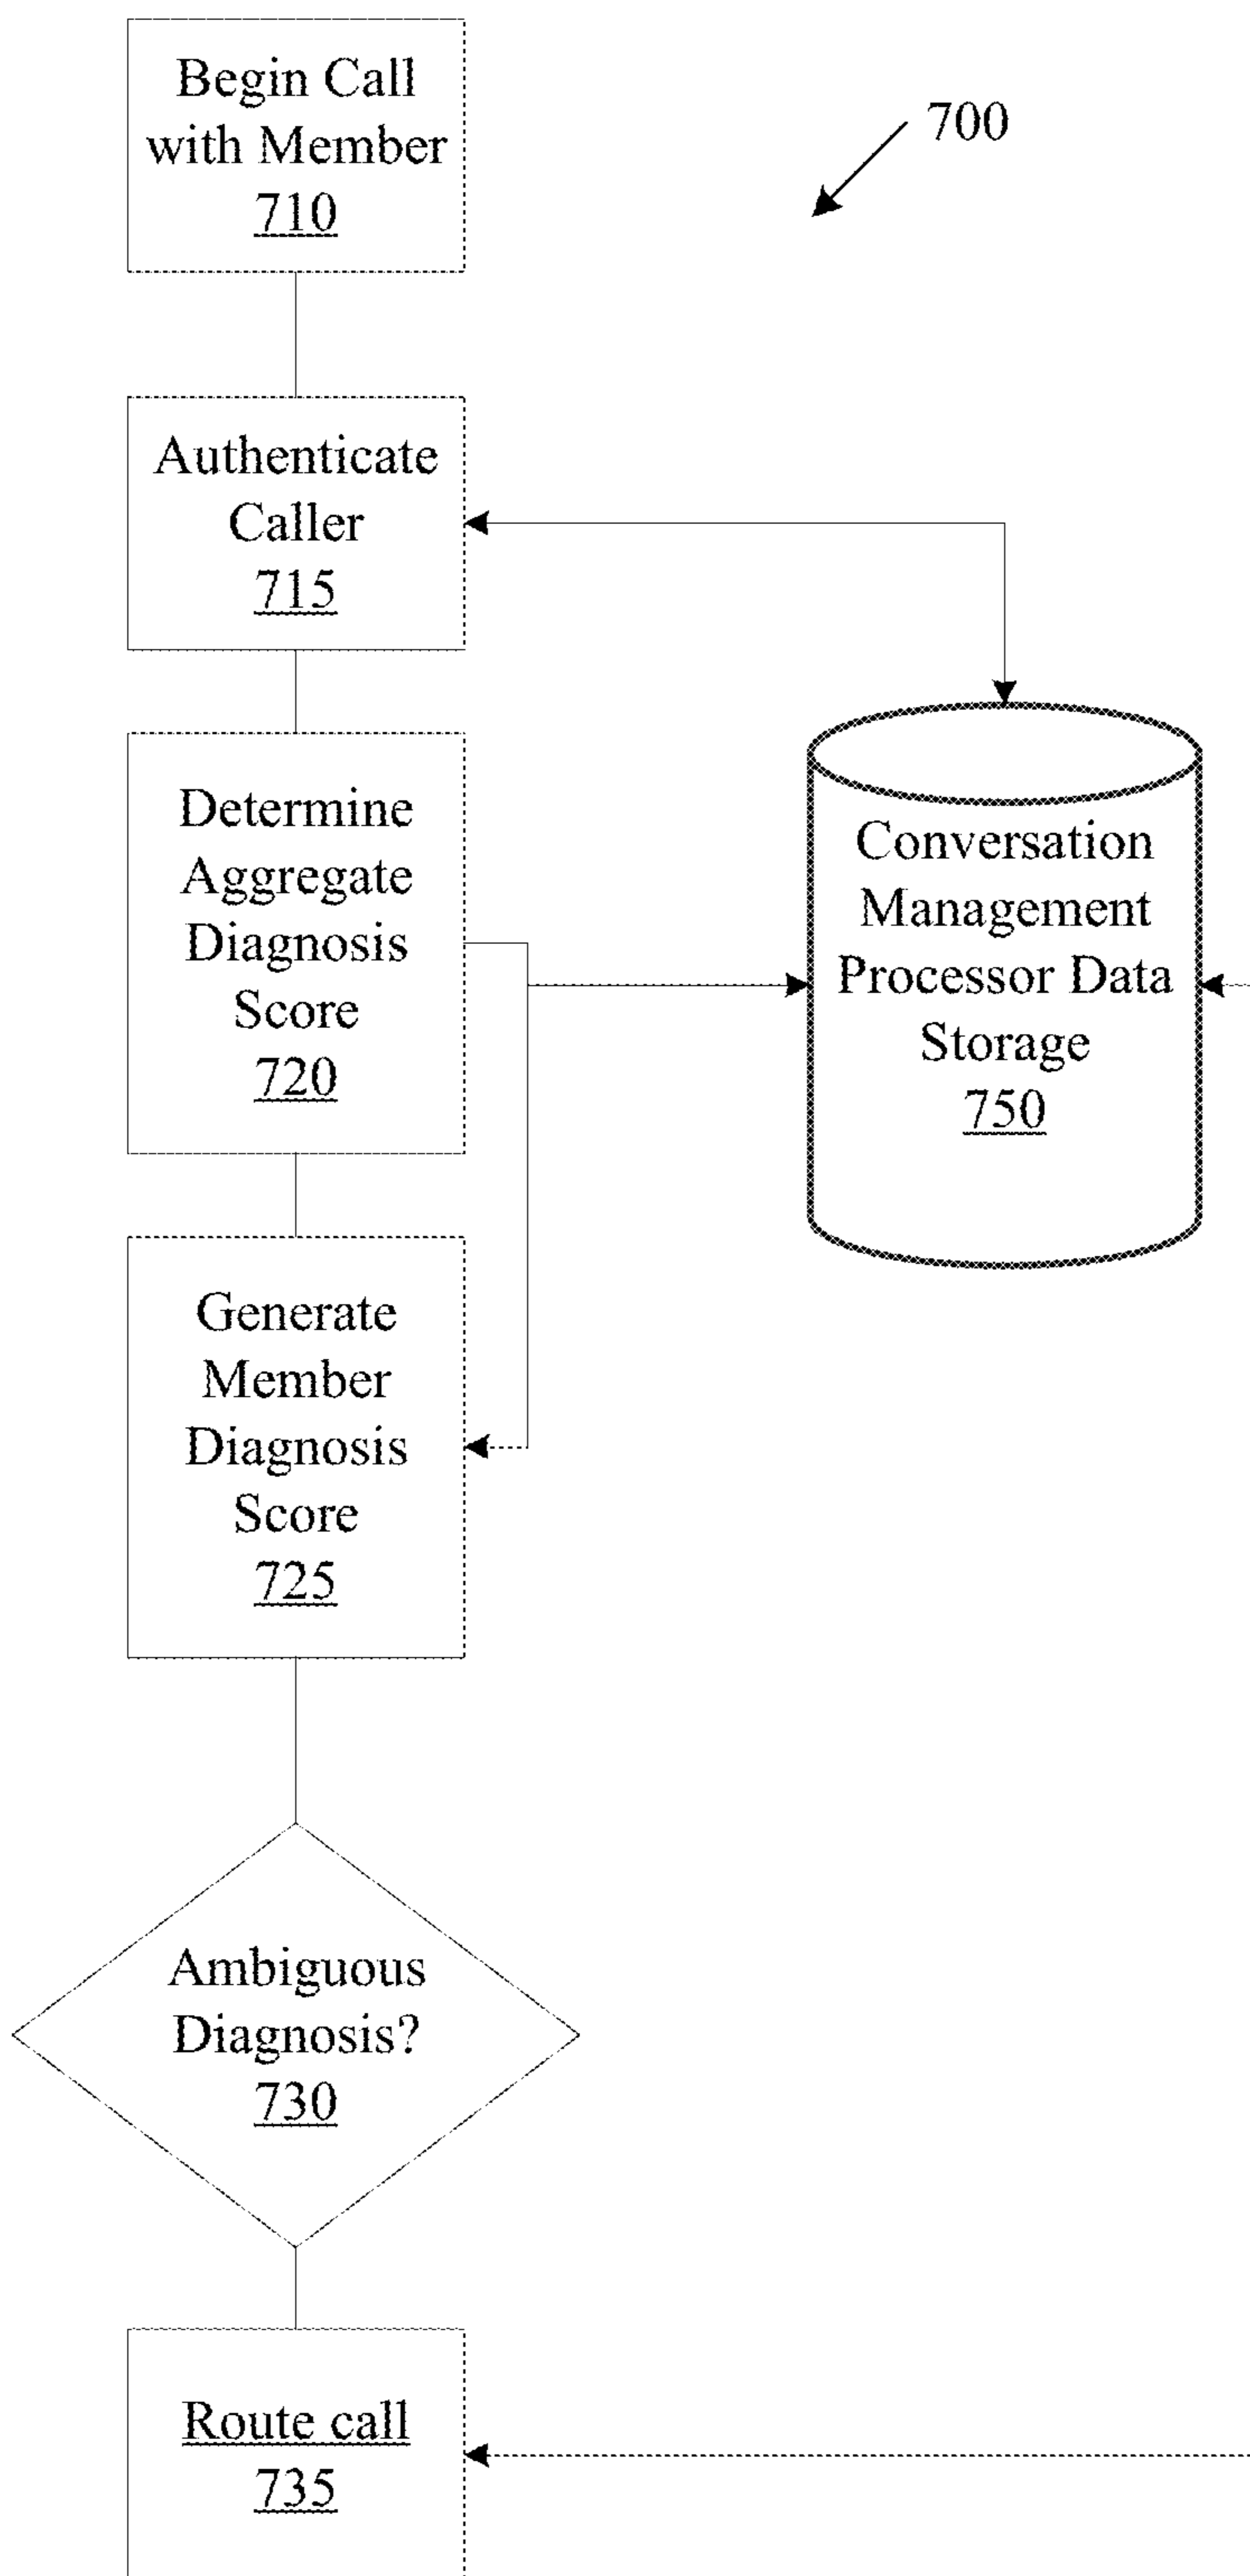 Begin Call
with Member
710
700
Authenticate
Caller
715
Determine
Aggregate
Diagnosis
Score
720
Conversation
Management
Processor Data
Storage
750
Generate
Member
Diagnosis
Score
725
Ambiguous
Diagnosis?
730
Route call
735